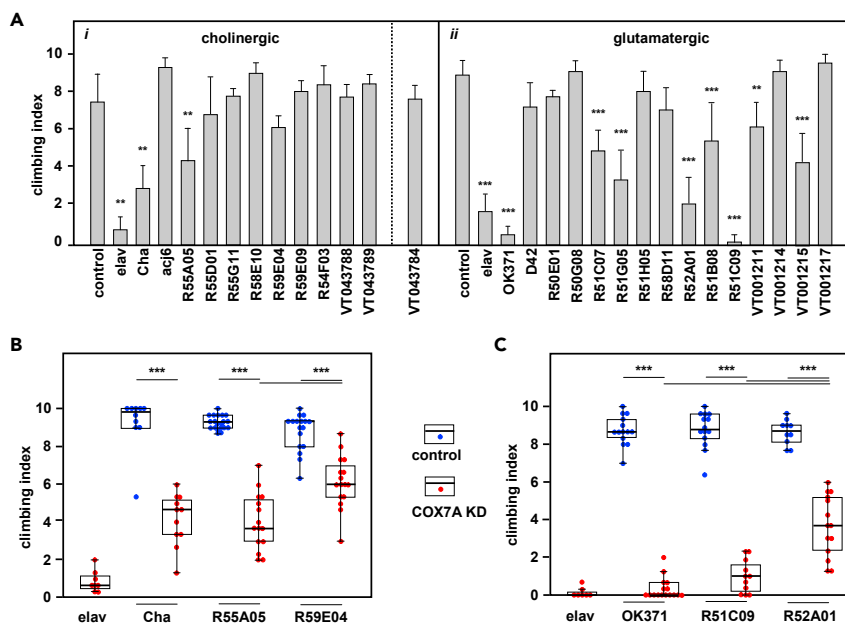 A
i
cholinergic
ii
glutamatergic
climbing index
10
8
6
4
2
0
**
**
**
***
***
***
***
***
***
***
**
***
control
elav
Cha
acj6
R55A05
R55D01
R55G11
R58E10
R59E04
R59E09
R54F03
VT043788
VT043789
VT043784
control
elav
OK371
D42
R50E01
R50G08
R51C07
R51G05
R51H05
R58D11
R52A01
R51B08
R51C09
VT001211
VT001214
VT001215
VT001217
B
climbing index
10
8
6
4
2
0
*** *** ***
elav Cha R55A05 R59E04
control
COX7A KD
C
climbing index
10
8
6
4
2
0
*** *** ***
elav OK371 R51C09 R52A01